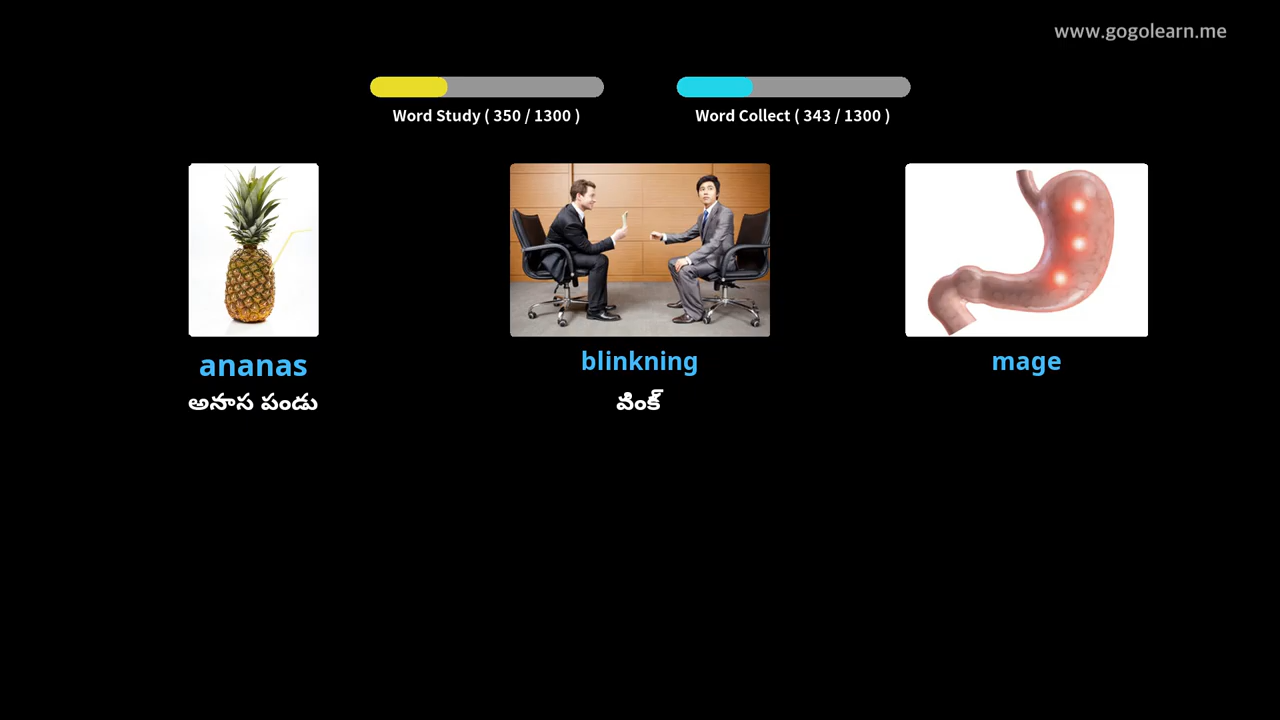 www.gogolearn.me
Word Study ( 350 / 1300 )
Word Collect ( 343 / 1300 )
ananas
blinkning
mage
అనాస పండు
వింక్